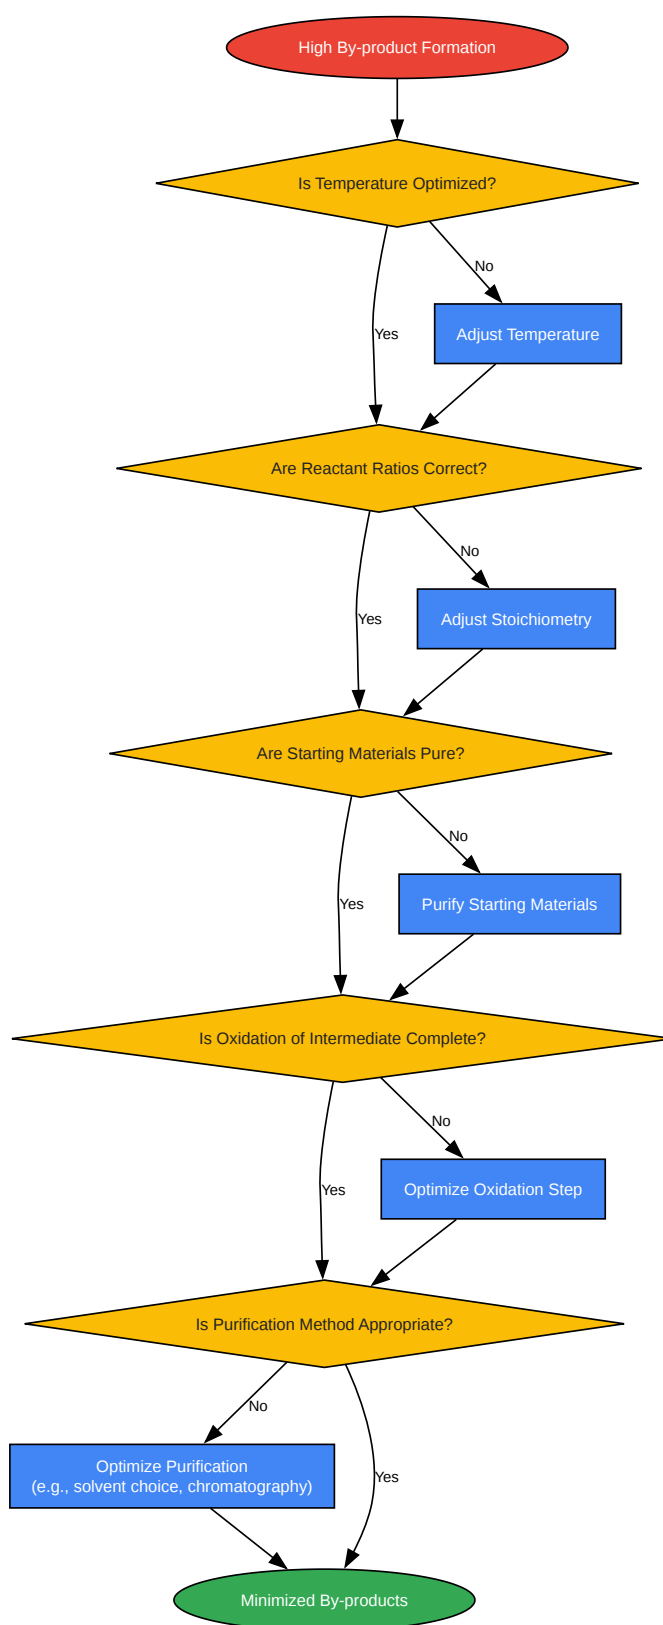 High By-product Formation
Is Temperature Optimized?
No
Yes
Adjust Temperature
Are Reactant Ratios Correct?
No
Yes
Adjust Stoichiometry
Are Starting Materials Pure?
No
Yes
Purify Starting Materials
Is Oxidation of Intermediate Complete?
No
Yes
Optimize Oxidation Step
Is Purification Method Appropriate?
No
Optimize Purification
(e.g., solvent choice, chromatography)
Yes
Minimized By-products